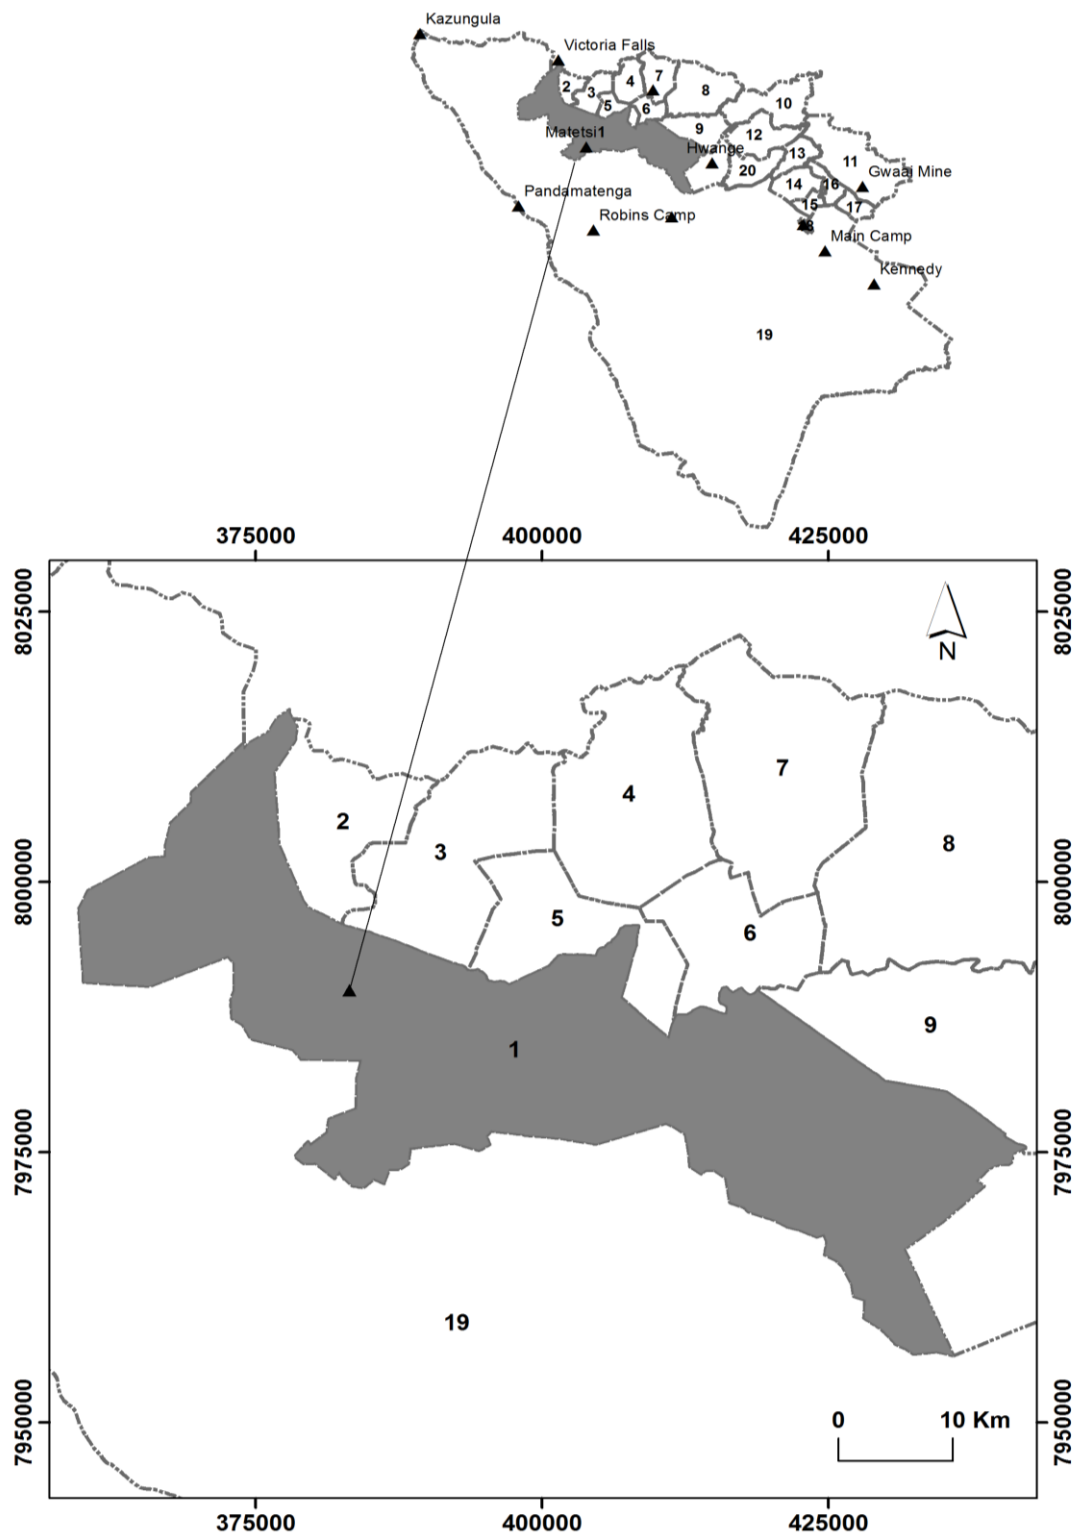 Kazungula
Victoria Falls
2
3
4
7
8
10
5
6
9
12
Matetsi1
Hwange
13
11
20
14
16
Gwaai Mine
15
17
Pandamatenga
Robins Camp
Main Camp
Kennedy
19
375000 400000 425000
8025000 8025000
N
7
4
2
3
8
8000000 8000000
5
6
9
1
7975000 7975000
19
0 10 Km
7950000 7950000
375000 400000 425000